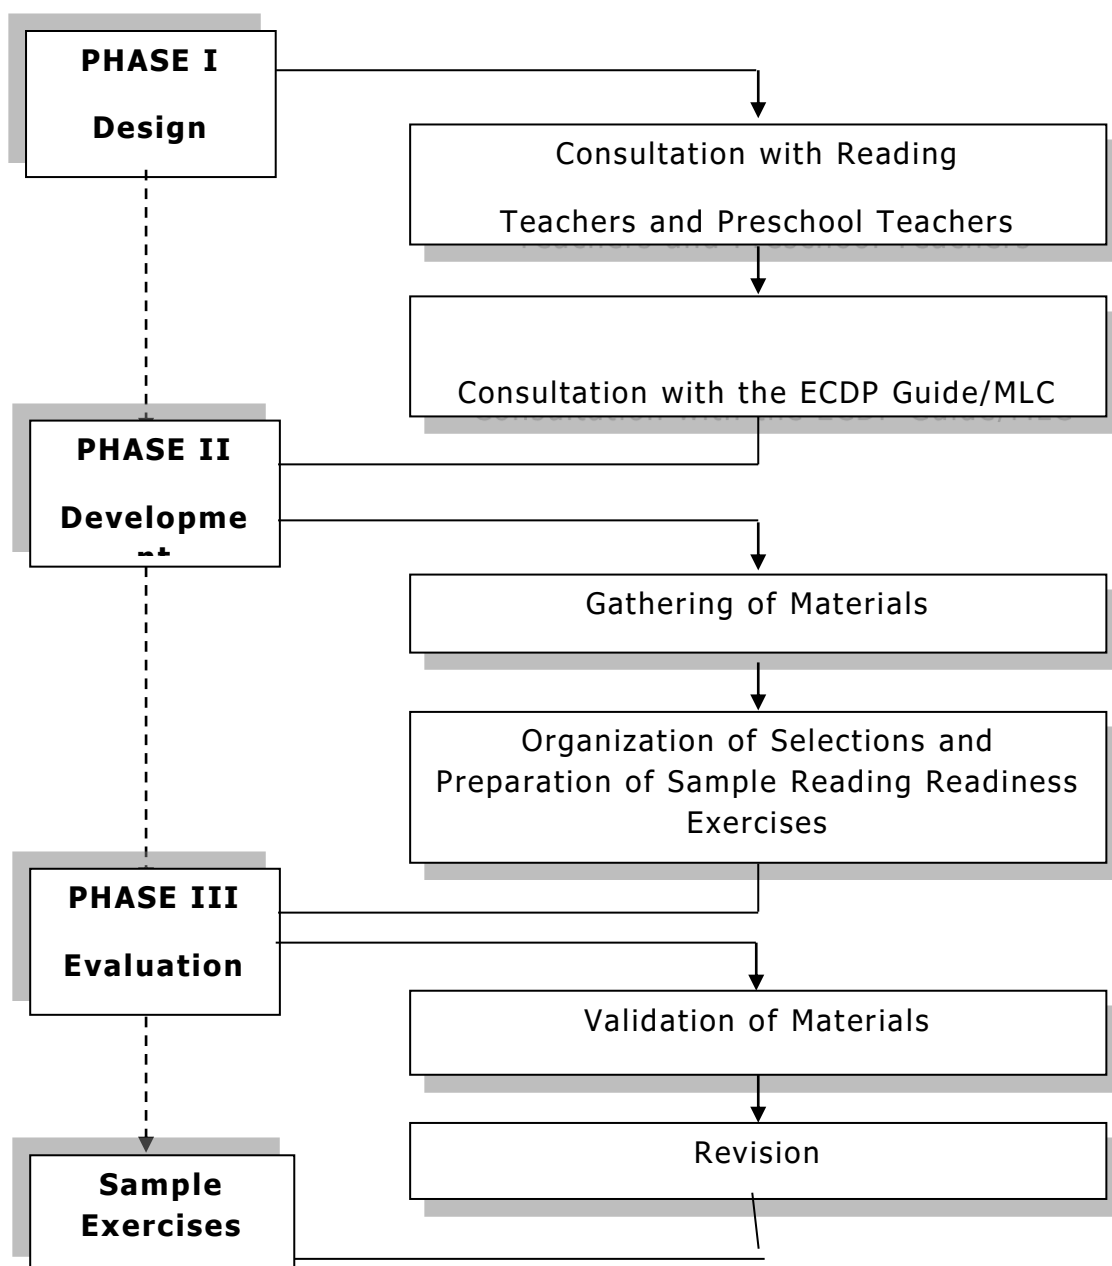 PHASE I
Design
Consultation with Reading
Teachers and Preschool Teachers
Consultation with the ECDP Guide/MLC
PHASE II
Developme
nt
Gathering of Materials
Organization of Selections and
Preparation of Sample Reading Readiness
Exercises
PHASE III
Evaluation
Validation of Materials
Revision
Sample
Exercises